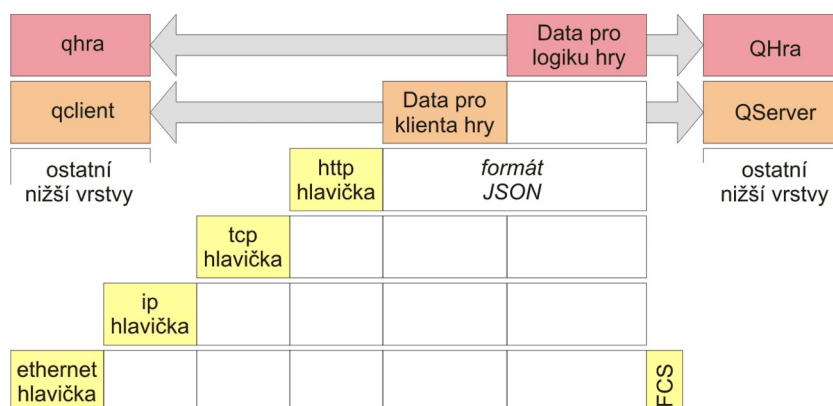 qhra
Data pro
logiku hry
QHra
qclient
Data pro
klienta hry
QServer
ostatní
nižší vrstvy
http
hlavička
formát
JSON
ostatní
nižší vrstvy
tcp
hlavička
ip
hlavička
ethernet
hlavička
FCS